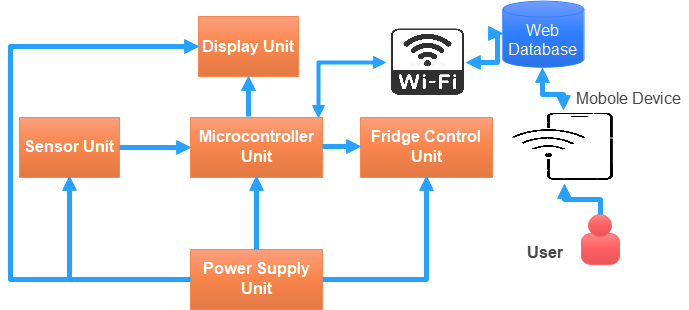 Display Unit
Wi-Fi
Web
Database
Mobole Device
Sensor Unit
Microcontroller
Unit
Fridge Control
Unit
User
Power Supply
Unit